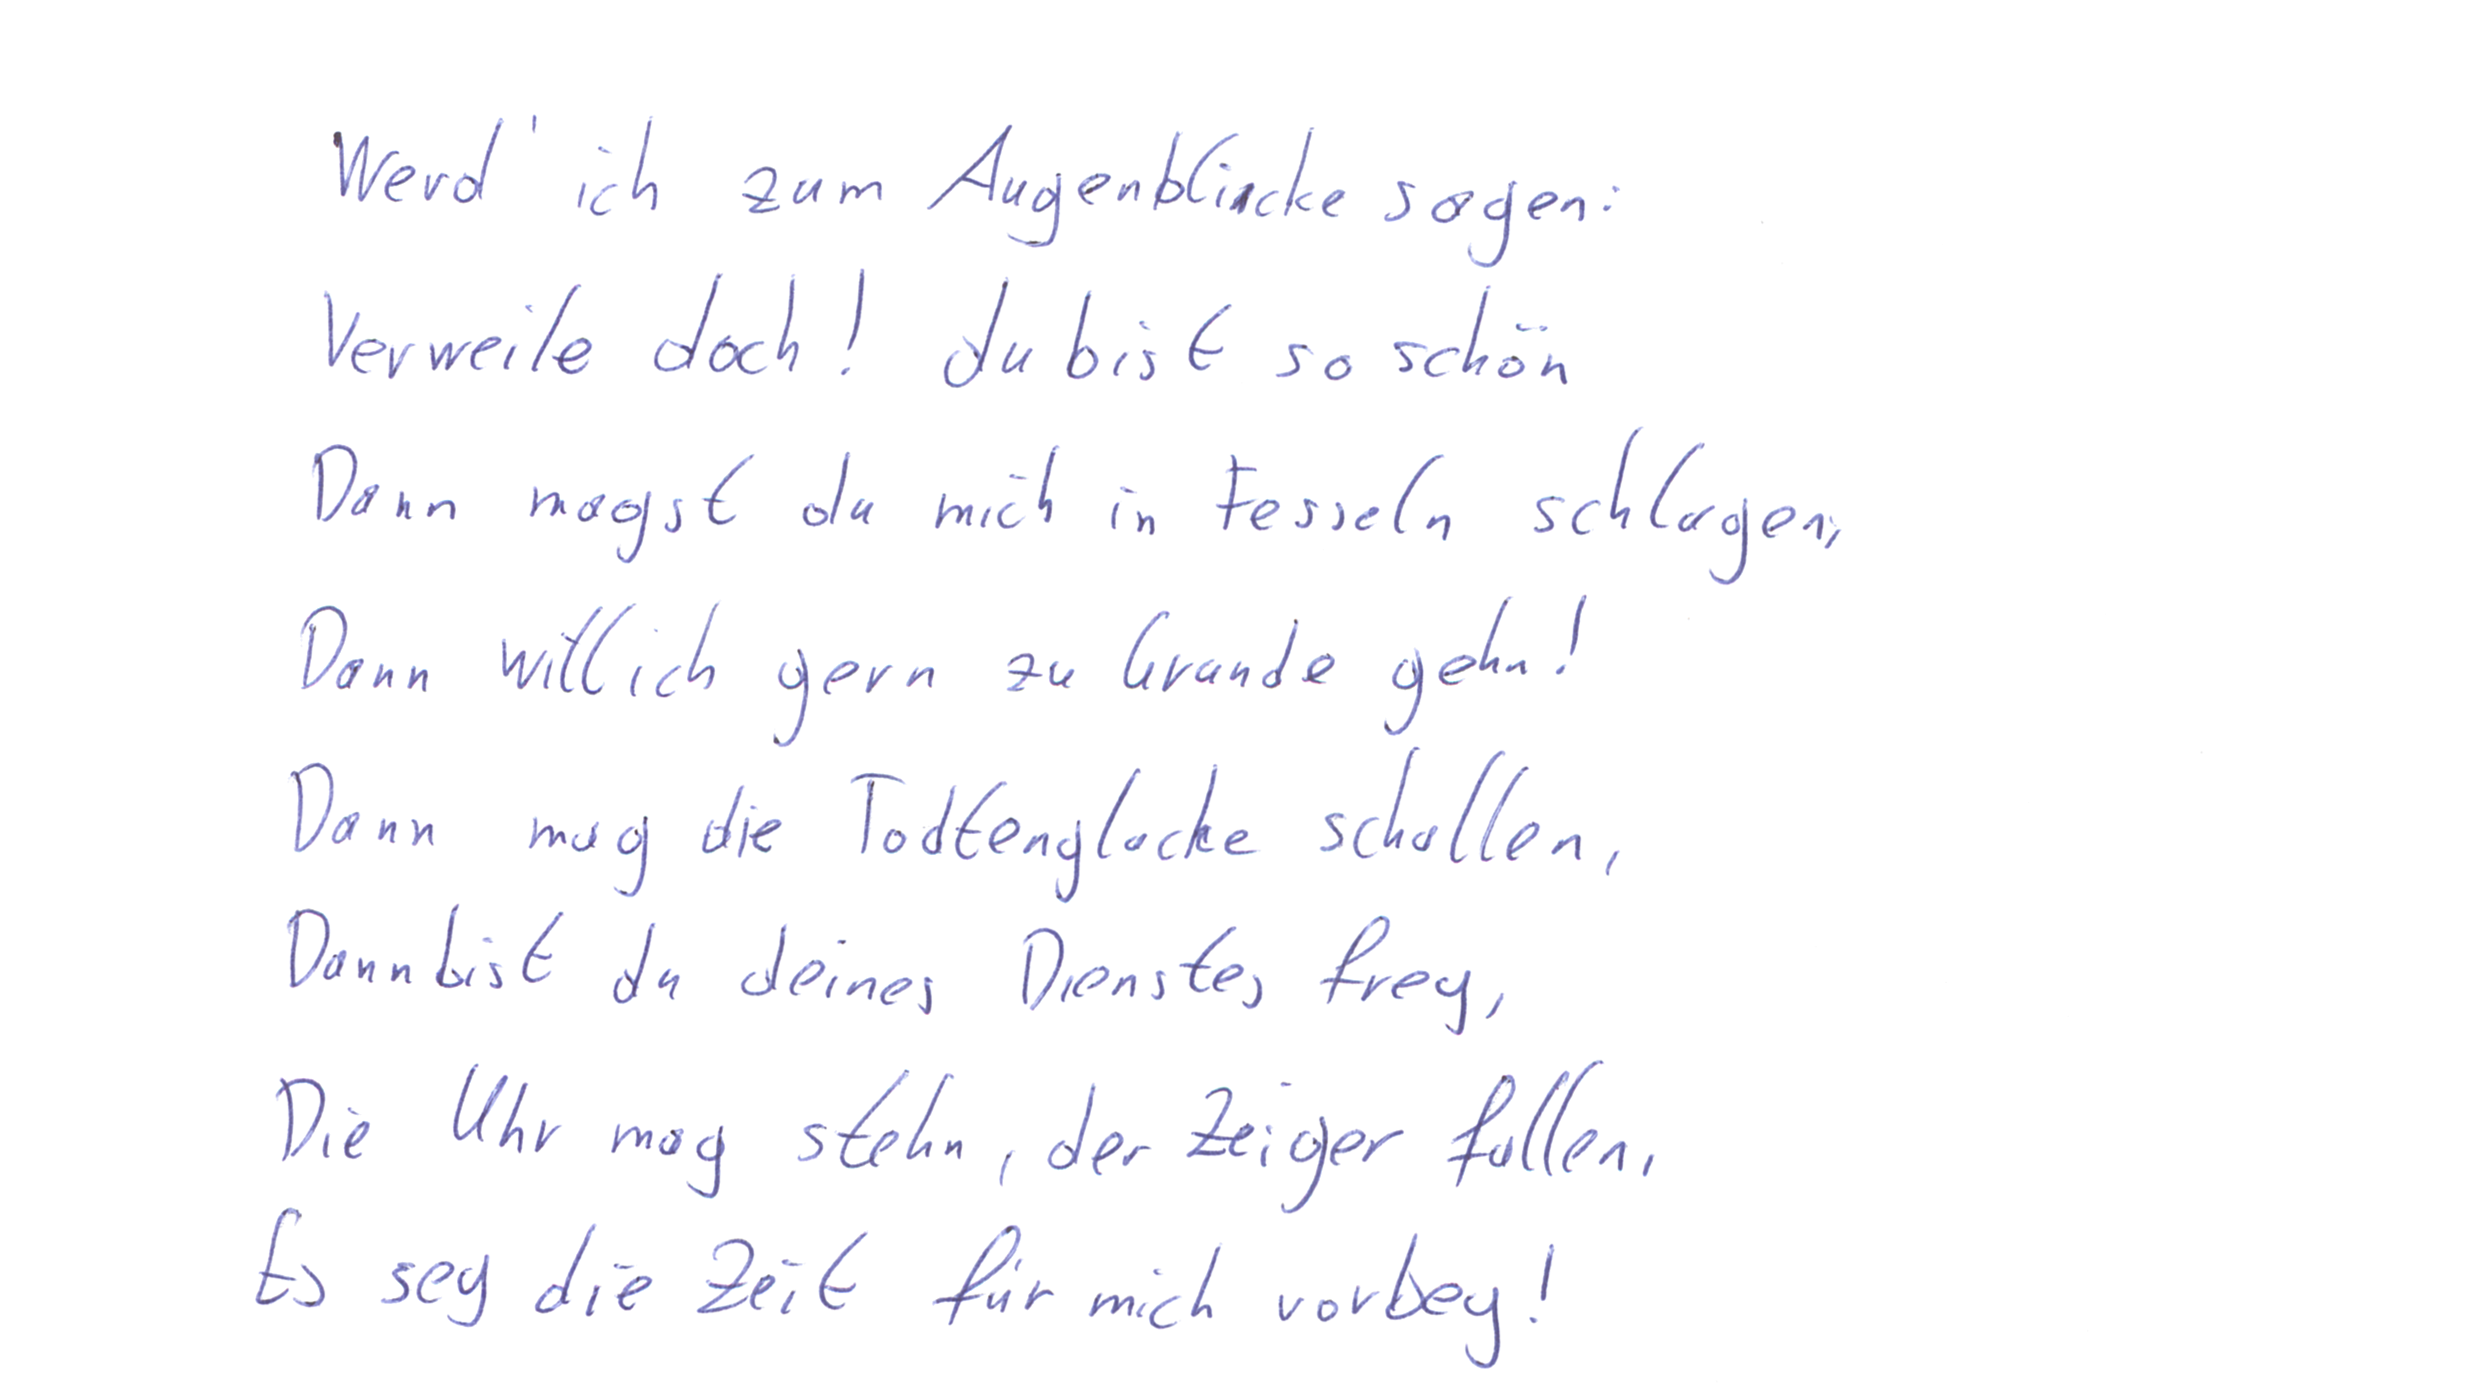 Werd' ich zum Augenblicke sagen:
Verweile doch! du bist so schön
Dann magst du mich in Fesseln schlagen,
Dann will ich gern zu Grunde gehn!
Dann mag die Todtenglocke schallen,
Dann bist du deines Dienstes frey,
Die Uhr mag stehn, der Zeiger fallen,
Es sey die Zeit für mich vorbey!